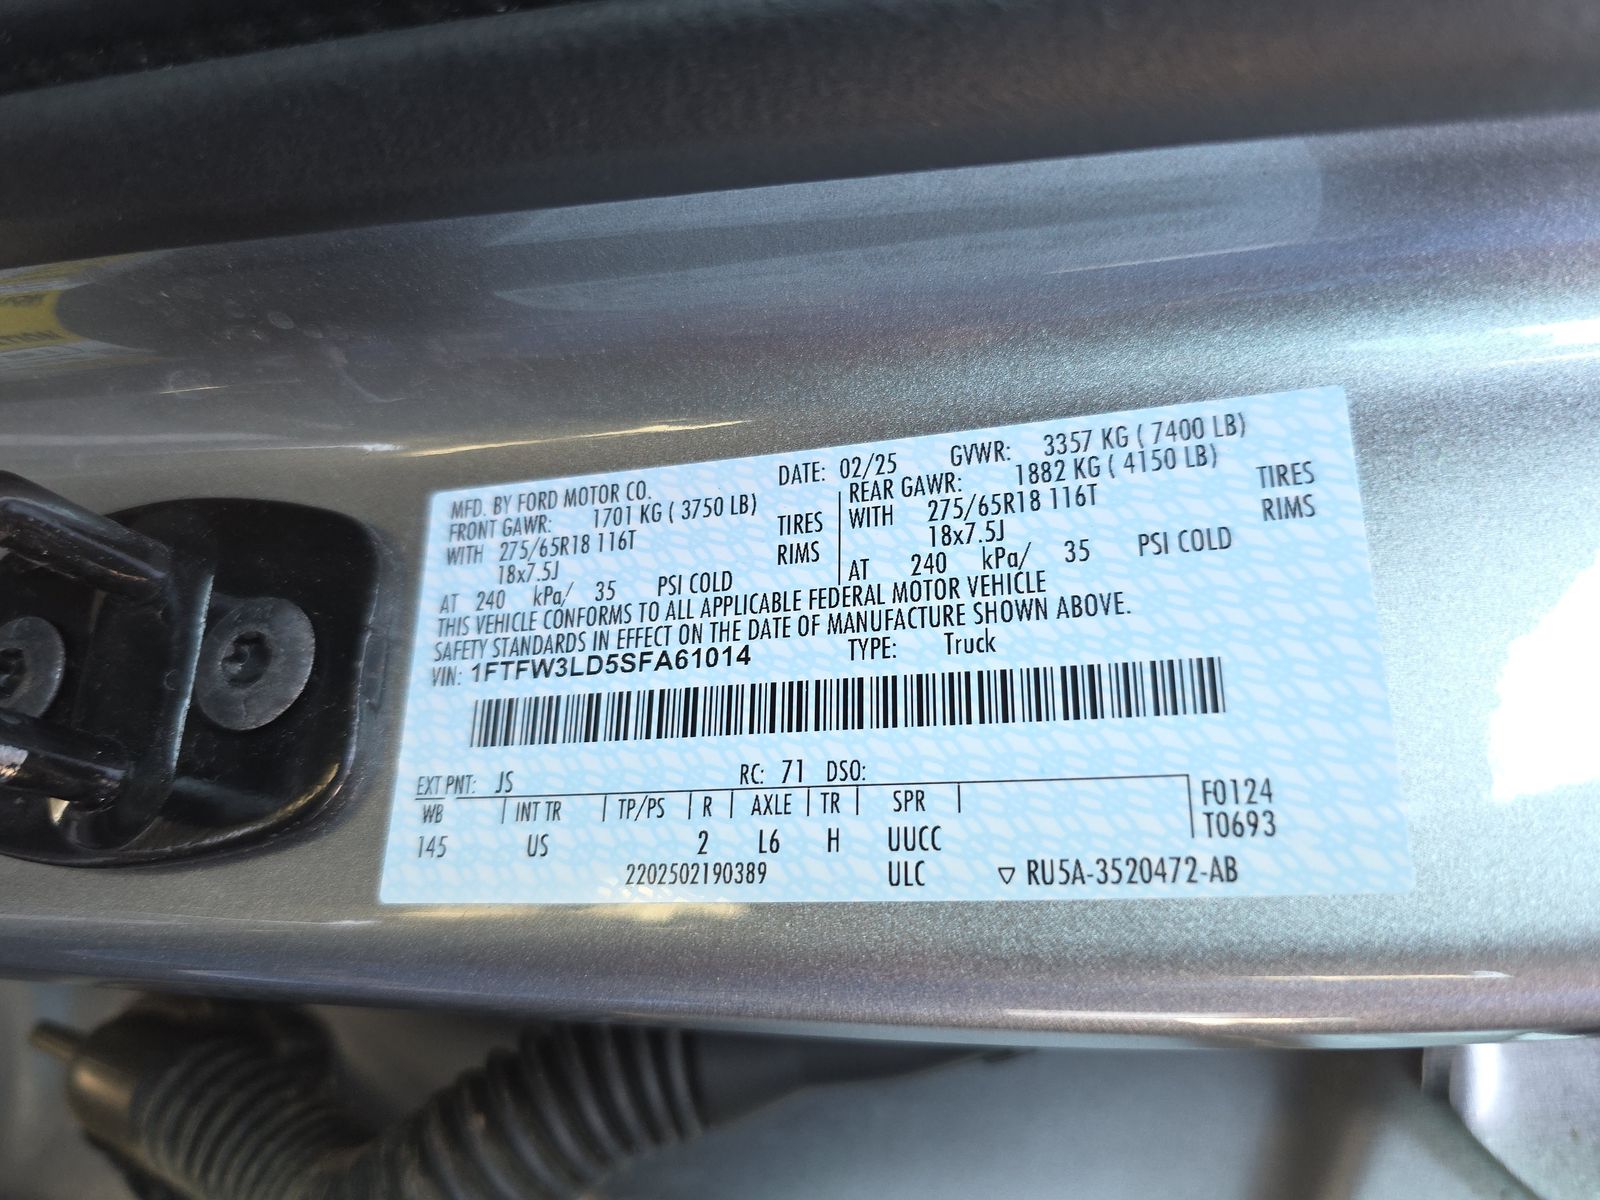 MFD. BY FORD MOTOR CO. DATE: 02/25 GVWR: 3357 KG ( 7400 LB)
FRONT GAWR: 1701 KG ( 3750 LB) REAR GAWR: 1882 KG ( 4150 LB)
WITH 275/65R18 116T TIRES WITH 275/65R18 116T TIRES
18x7.5J RIMS 18x7.5J RIMS
AT 240 kPa/ 35 PSI COLD AT 240 kPa/ 35 PSI COLD
THIS VEHICLE CONFORMS TO ALL APPLICABLE FEDERAL MOTOR VEHICLE
SAFETY STANDARDS IN EFFECT ON THE DATE OF MANUFACTURE SHOWN ABOVE.
VIN: 1FTFW3LD5SFA61014 TYPE: Truck
EXT PNT: JS RC: 71 DSO:
WB INT TR TP/PS R AXLE TR SPR F0124
145 US 2 L6 H UUCC T0693
2202502190389 ULC ▽ RU5A-3520472-AB